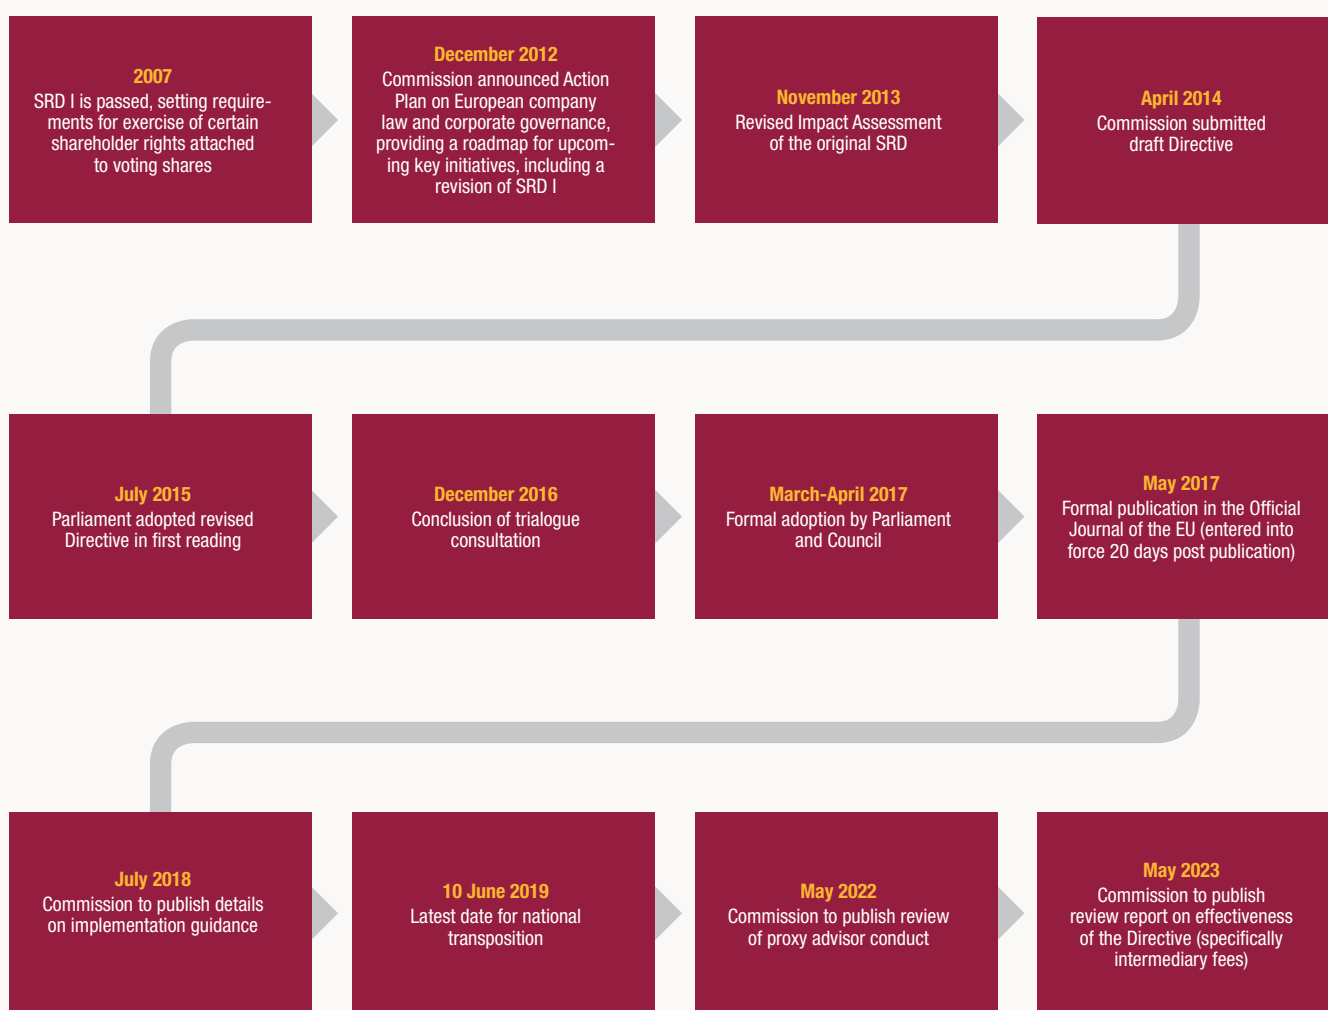 2007
SRD I is passed, setting require-
ments for exercise of certain
shareholder rights attached
to voting shares
December 2012
Commission announced Action
Plan on European company
law and corporate governance,
providing a roadmap for upcom-
ing key initiatives, including a
revision of SRD I
November 2013
Revised Impact Assessment
of the original SRD
April 2014
Commission submitted
draft Directive
July 2015
Parliament adopted revised
Directive in first reading
December 2016
Conclusion of trialogue
consultation
March-April 2017
Formal adoption by Parliament
and Council
May 2017
Formal publication in the Official
Journal of the EU (entered into
force 20 days post publication)
July 2018
Commission to publish details
on implementation guidance
10 June 2019
Latest date for national
transposition
May 2022
Commission to publish review
of proxy advisor conduct
May 2023
Commission to publish
review report on effectiveness
of the Directive (specifically
intermediary fees)